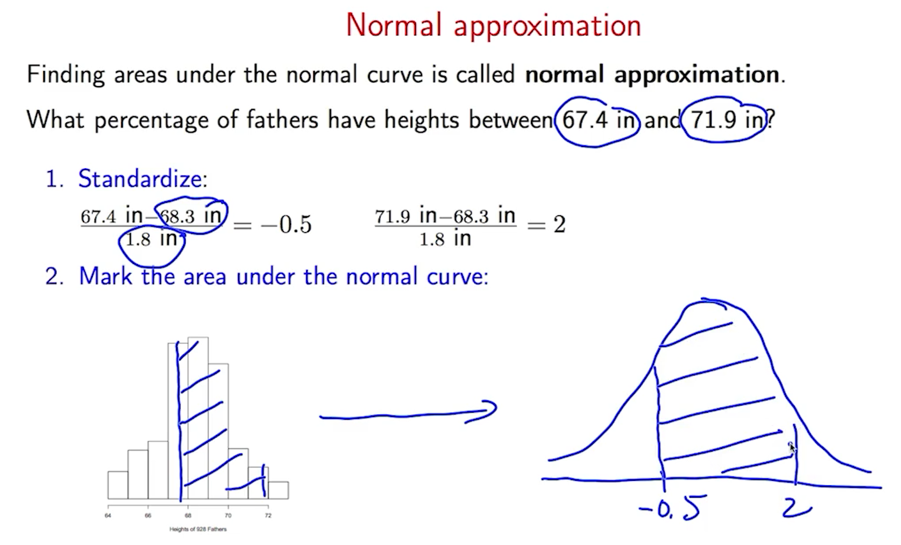 Normal approximation
Finding areas under the normal curve is called normal approximation.
What percentage of fathers have heights between 67.4 in and 71.9 in?
1. Standardize:
67.4 in−68.3 in / 1.8 in = −0.5 71.9 in−68.3 in / 1.8 in = 2
2. Mark the area under the normal curve:
64 66 68 70 72
Heights of 928 Fathers
-0.5 2